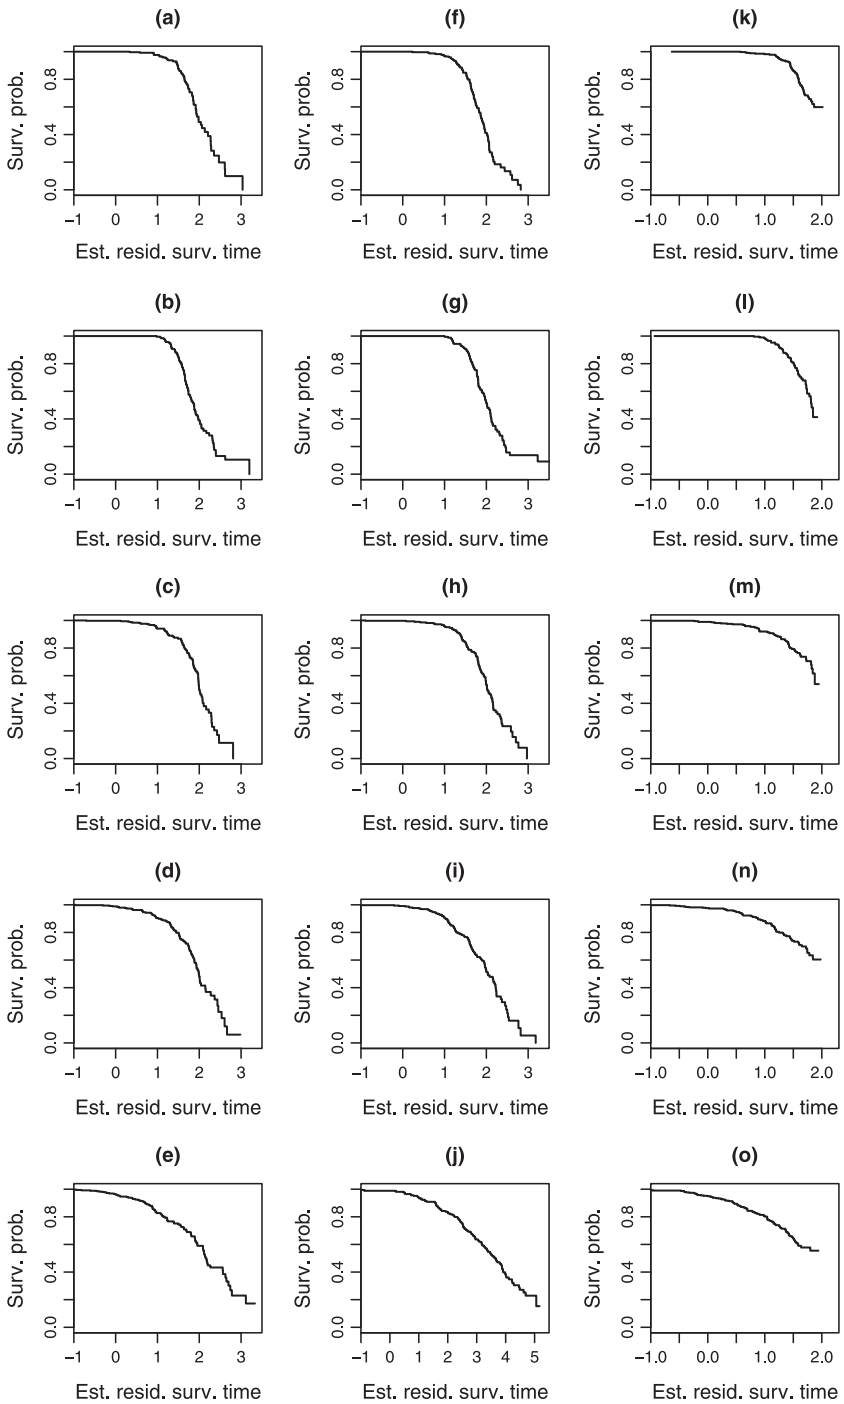 (a)
Surv. prob.
0.0 0.4 0.8
−1 0 1 2 3
Est. resid. surv. time
(f)
Surv. prob.
0.0 0.4 0.8
−1 0 1 2 3
Est. resid. surv. time
(k)
Surv. prob.
0.0 0.4 0.8
−1.0 0.0 1.0 2.0
Est. resid. surv. time
(b)
Surv. prob.
0.0 0.4 0.8
−1 0 1 2 3
Est. resid. surv. time
(g)
Surv. prob.
0.0 0.4 0.8
−1 0 1 2 3
Est. resid. surv. time
(l)
Surv. prob.
0.0 0.4 0.8
−1.0 0.0 1.0 2.0
Est. resid. surv. time
(c)
Surv. prob.
0.0 0.4 0.8
−1 0 1 2 3
Est. resid. surv. time
(h)
Surv. prob.
0.0 0.4 0.8
−1 0 1 2 3
Est. resid. surv. time
(m)
Surv. prob.
0.0 0.4 0.8
−1.0 0.0 1.0 2.0
Est. resid. surv. time
(d)
Surv. prob.
0.0 0.4 0.8
−1 0 1 2 3
Est. resid. surv. time
(i)
Surv. prob.
0.0 0.4 0.8
−1 0 1 2 3
Est. resid. surv. time
(n)
Surv. prob.
0.0 0.4 0.8
−1.0 0.0 1.0 2.0
Est. resid. surv. time
(e)
Surv. prob.
0.0 0.4 0.8
−1 0 1 2 3
Est. resid. surv. time
(j)
Surv. prob.
0.0 0.4 0.8
−1 0 1 2 3 4 5
Est. resid. surv. time
(o)
Surv. prob.
0.0 0.4 0.8
−1.0 0.0 1.0 2.0
Est. resid. surv. time